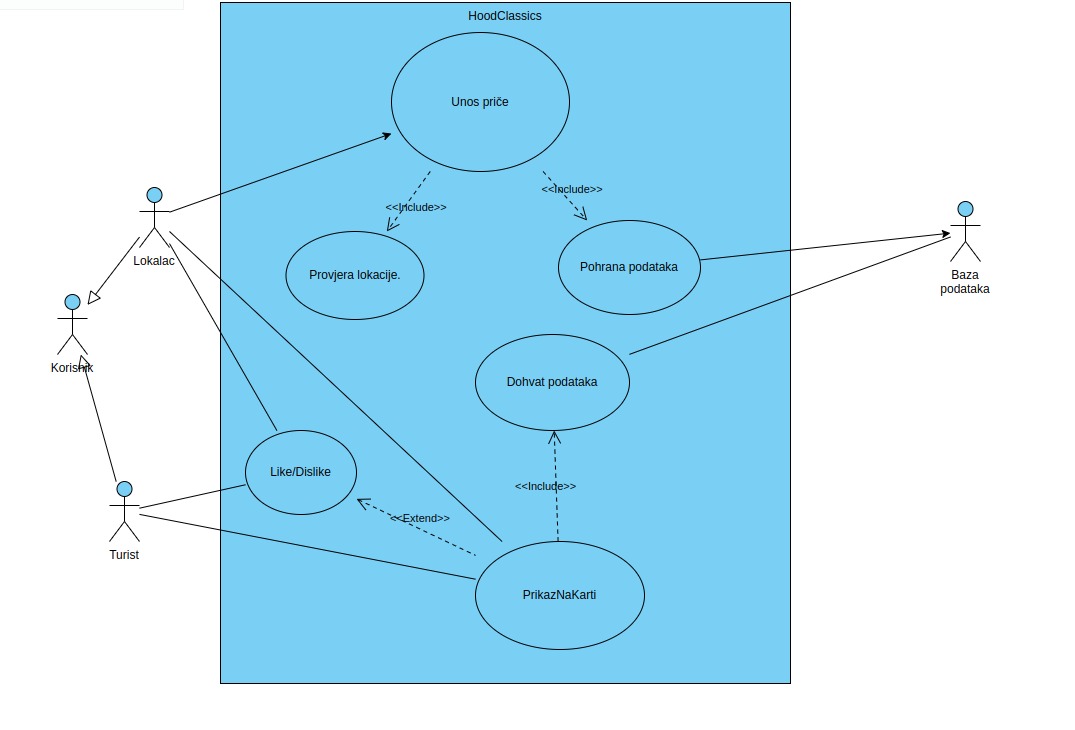 HoodClassics
Unos priče
<<Include>>
<<Include>>
Lokalac
Provjera lokacije.
Pohrana podataka
Baza
podataka
Korisnik
Dohvat podataka
Like/Dislike
<<Include>>
<<Extend>>
Turist
PrikazNaKarti